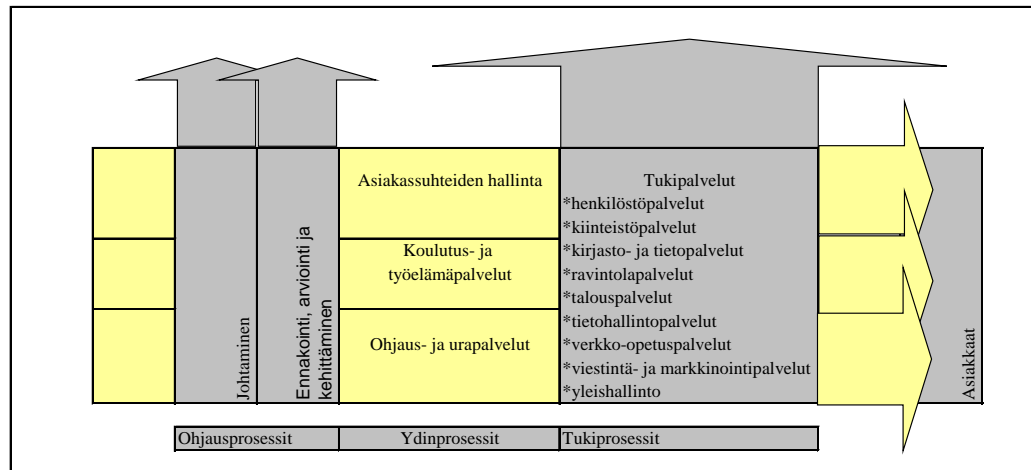 Johtaminen
Ennakointi, arviointi ja
kehittäminen
Asiakassuhteiden hallinta
Koulutus- ja
työelämäpalvelut
Ohjaus- ja urapalvelut
Tukipalvelut
*henkilöstöpalvelut
*kiinteistöpalvelut
*kirjasto- ja tietopalvelut
*ravintolapalvelut
*talouspalvelut
*tietohallintopalvelut
*verkko-opetuspalvelut
*viestintä- ja markkinointipalvelut
*yleishallinto
Asiakkaat
Ohjausprosessit
Ydinprosessit
Tukiprosessit